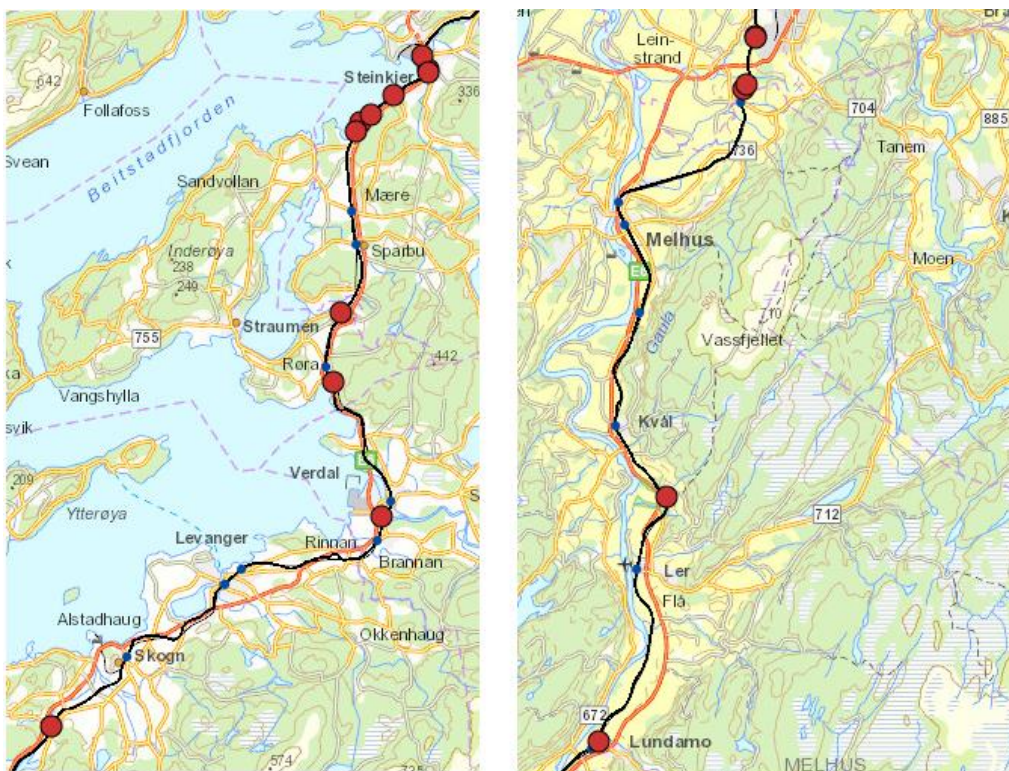 Steinkjer
642
336
Follafoss
Beitstadfjorden
Svean
Sandvollan
Mære
Inderøya
238
249
Sparbu
Straumen
755
442
Røra
Vangshylla
svik
Verdal
209
Ytterøya
Levanger
Rinnan
Brannan
Alstadhaug
Okkenhaug
Skogn
574
Lein-
strand
704
885
736
Tanem
Melhus
E6
Moen
Gaula
Vassfjellet
Kvål
712
Ler
Flå
672
Lundamo
MELHUS